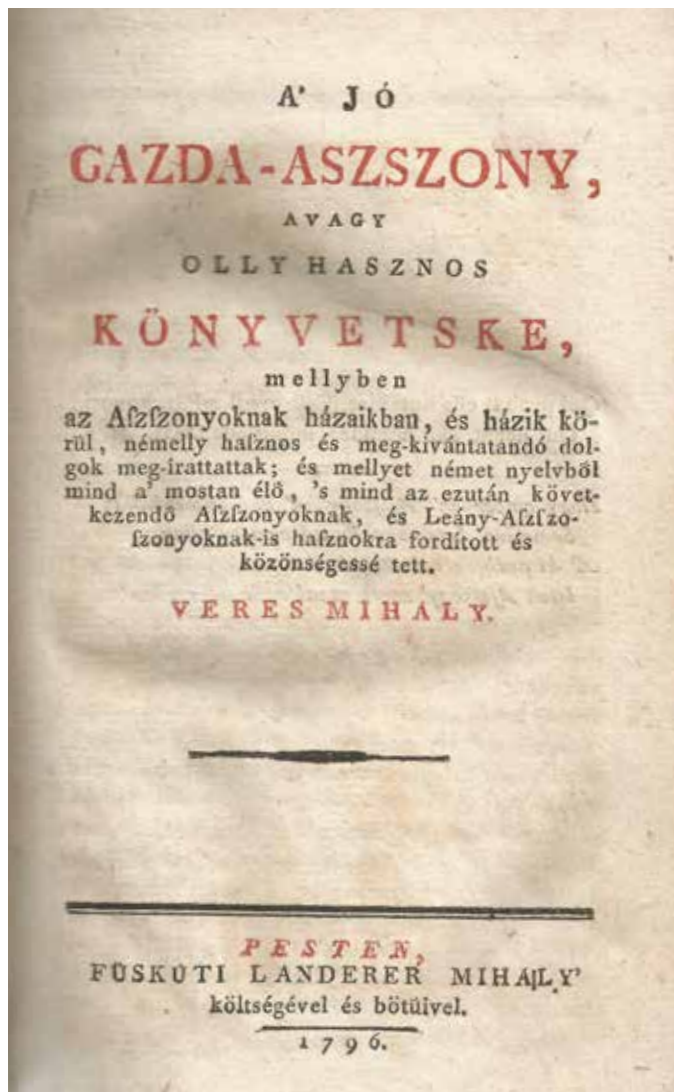 A' JÓ
GAZDA-ASZSZONY,
AVAGY
OLLY HASZNOS
KÖNYVETSKE,
mellyben
az Aſzſzonyoknak házaikban, és házik kö-
rül, némelly haſznos és meg-kivántatandó dol-
gok meg-irattattak; és mellyet német nyelvből
mind a' mostan élő, 's mind az ezután követ-
kezendő Aſzſzonyoknak, és Leány-Aſzſzo-
ſzonyoknak-is haſznokra fordított és
közönségessé tett.
VERES MIHALY.
PESTEN,
FÜSKÚTI LANDERER MIHÁLY'
költségével és bötűivel.
1796.